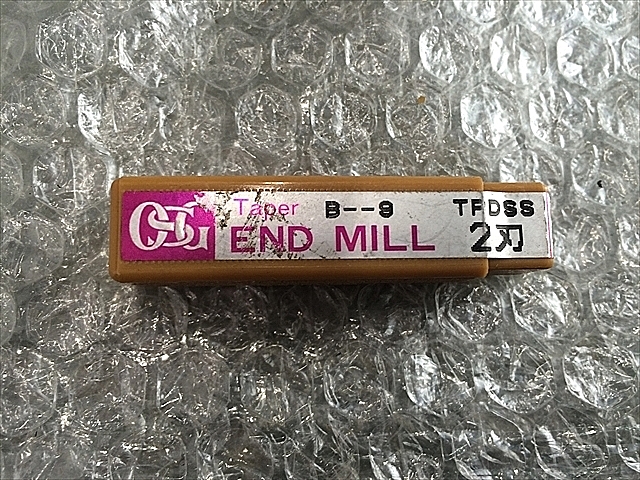 OSG Taper B--9 TPDSS
END MILL 2刃